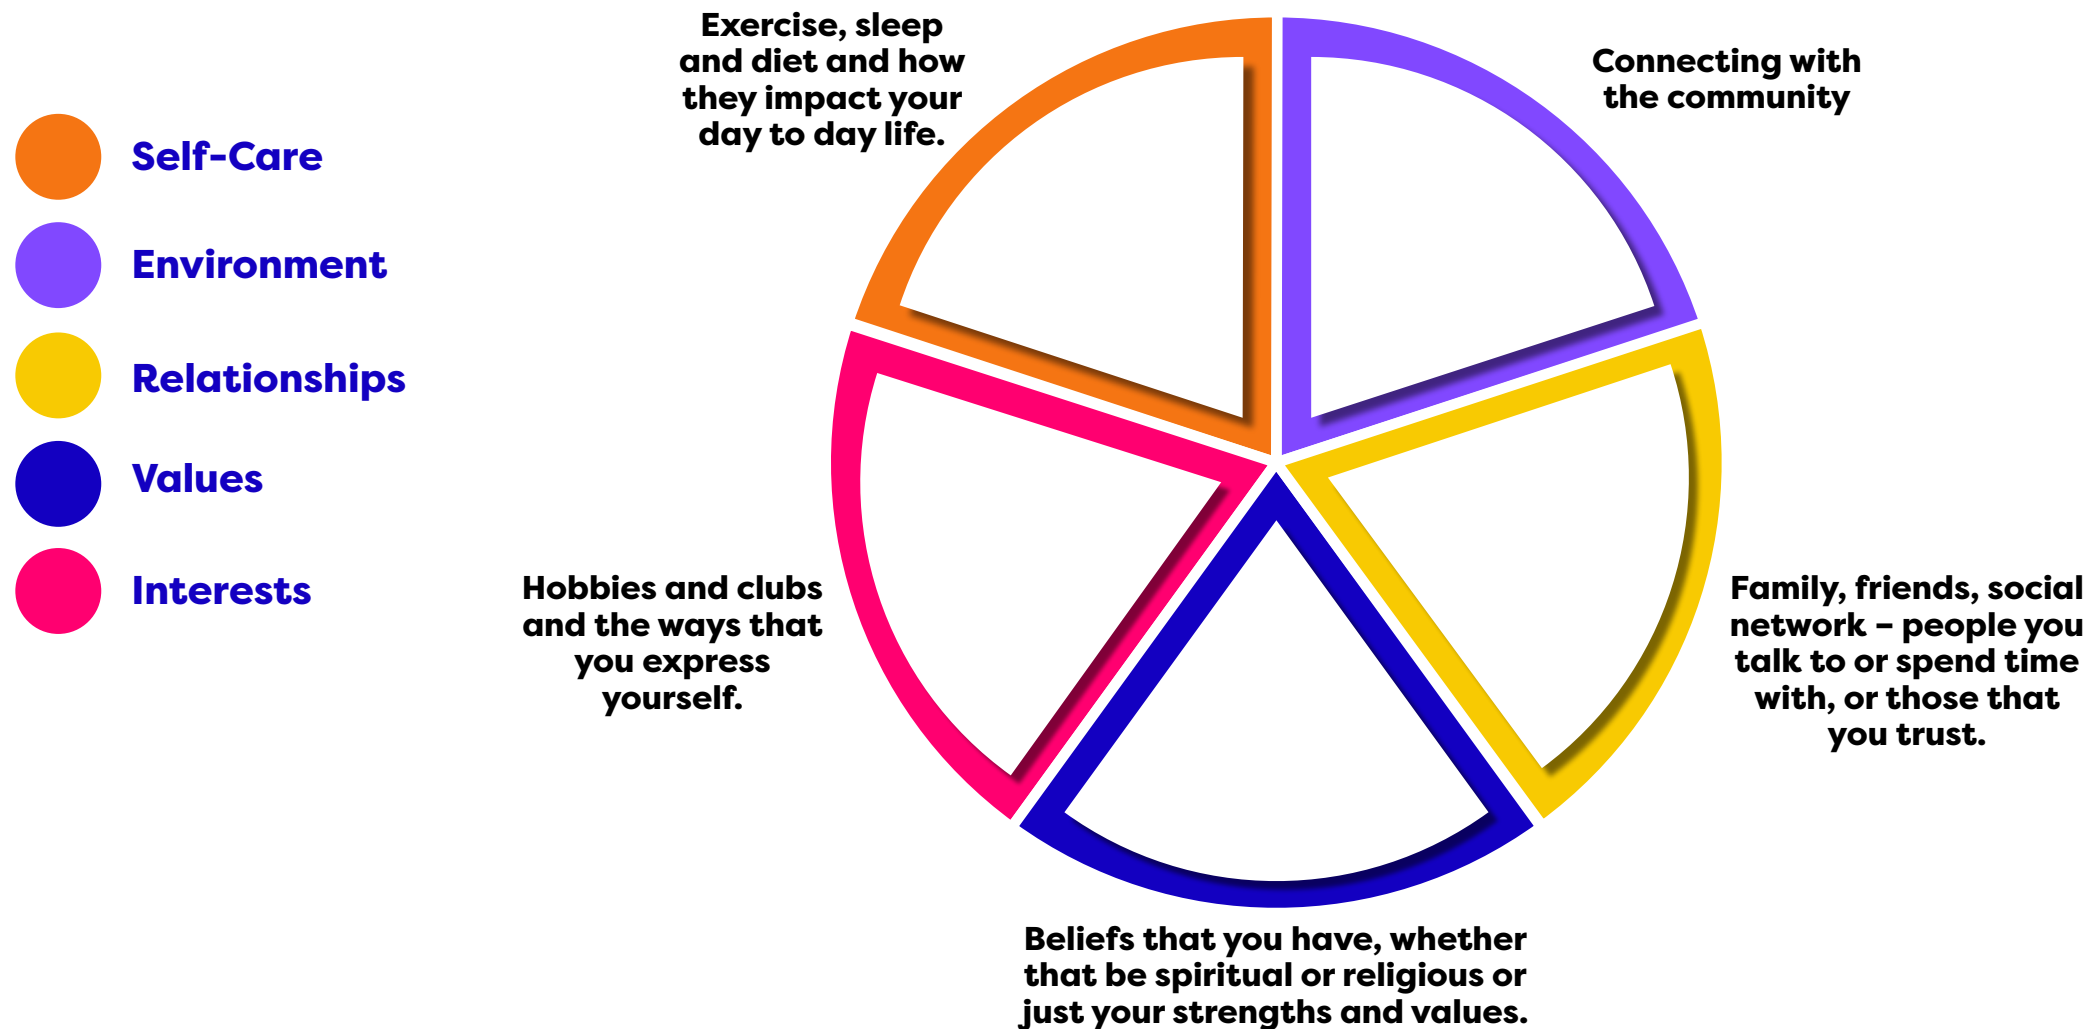 Self-Care
Environment
Relationships
Values
Interests
Exercise, sleep
and diet and how
they impact your
day to day life.
Connecting with
the community
Hobbies and clubs
and the ways that
you express
yourself.
Family, friends, social
network – people you
talk to or spend time
with, or those that
you trust.
Beliefs that you have, whether
that be spiritual or religious or
just your strengths and values.